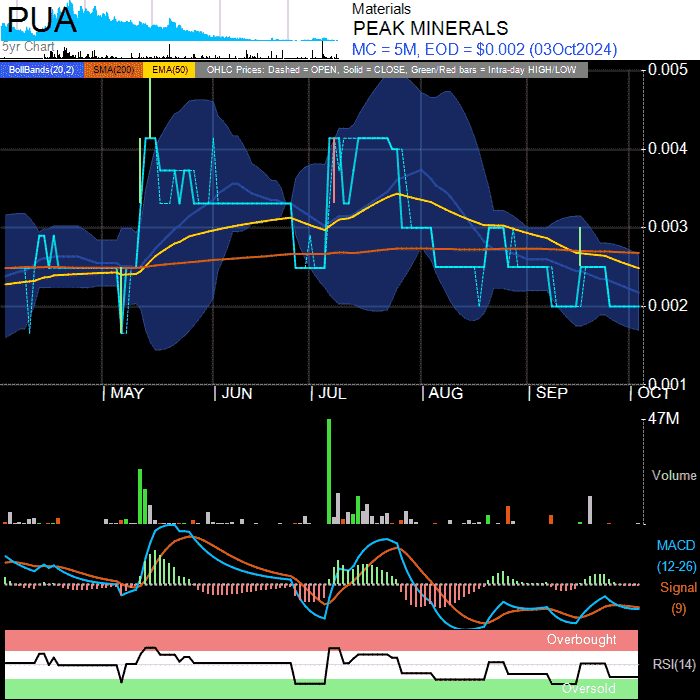 PUA
5yr Chart
Materials
PEAK MINERALS
MC = 5M, EOD = $0.002 (03Oct2024)
BollBands(20,2) SMA(200) EMA(50) OHLC Prices: Dashed = OPEN, Solid = CLOSE, Green/Red bars = Intra-day HIGH/LOW
0.005
0.004
0.003
0.002
0.001
MAY JUN JUL AUG SEP OCT
47M
Volume
MACD
(12-26)
Signal
(9)
Overbought
RSI(14)
Oversold